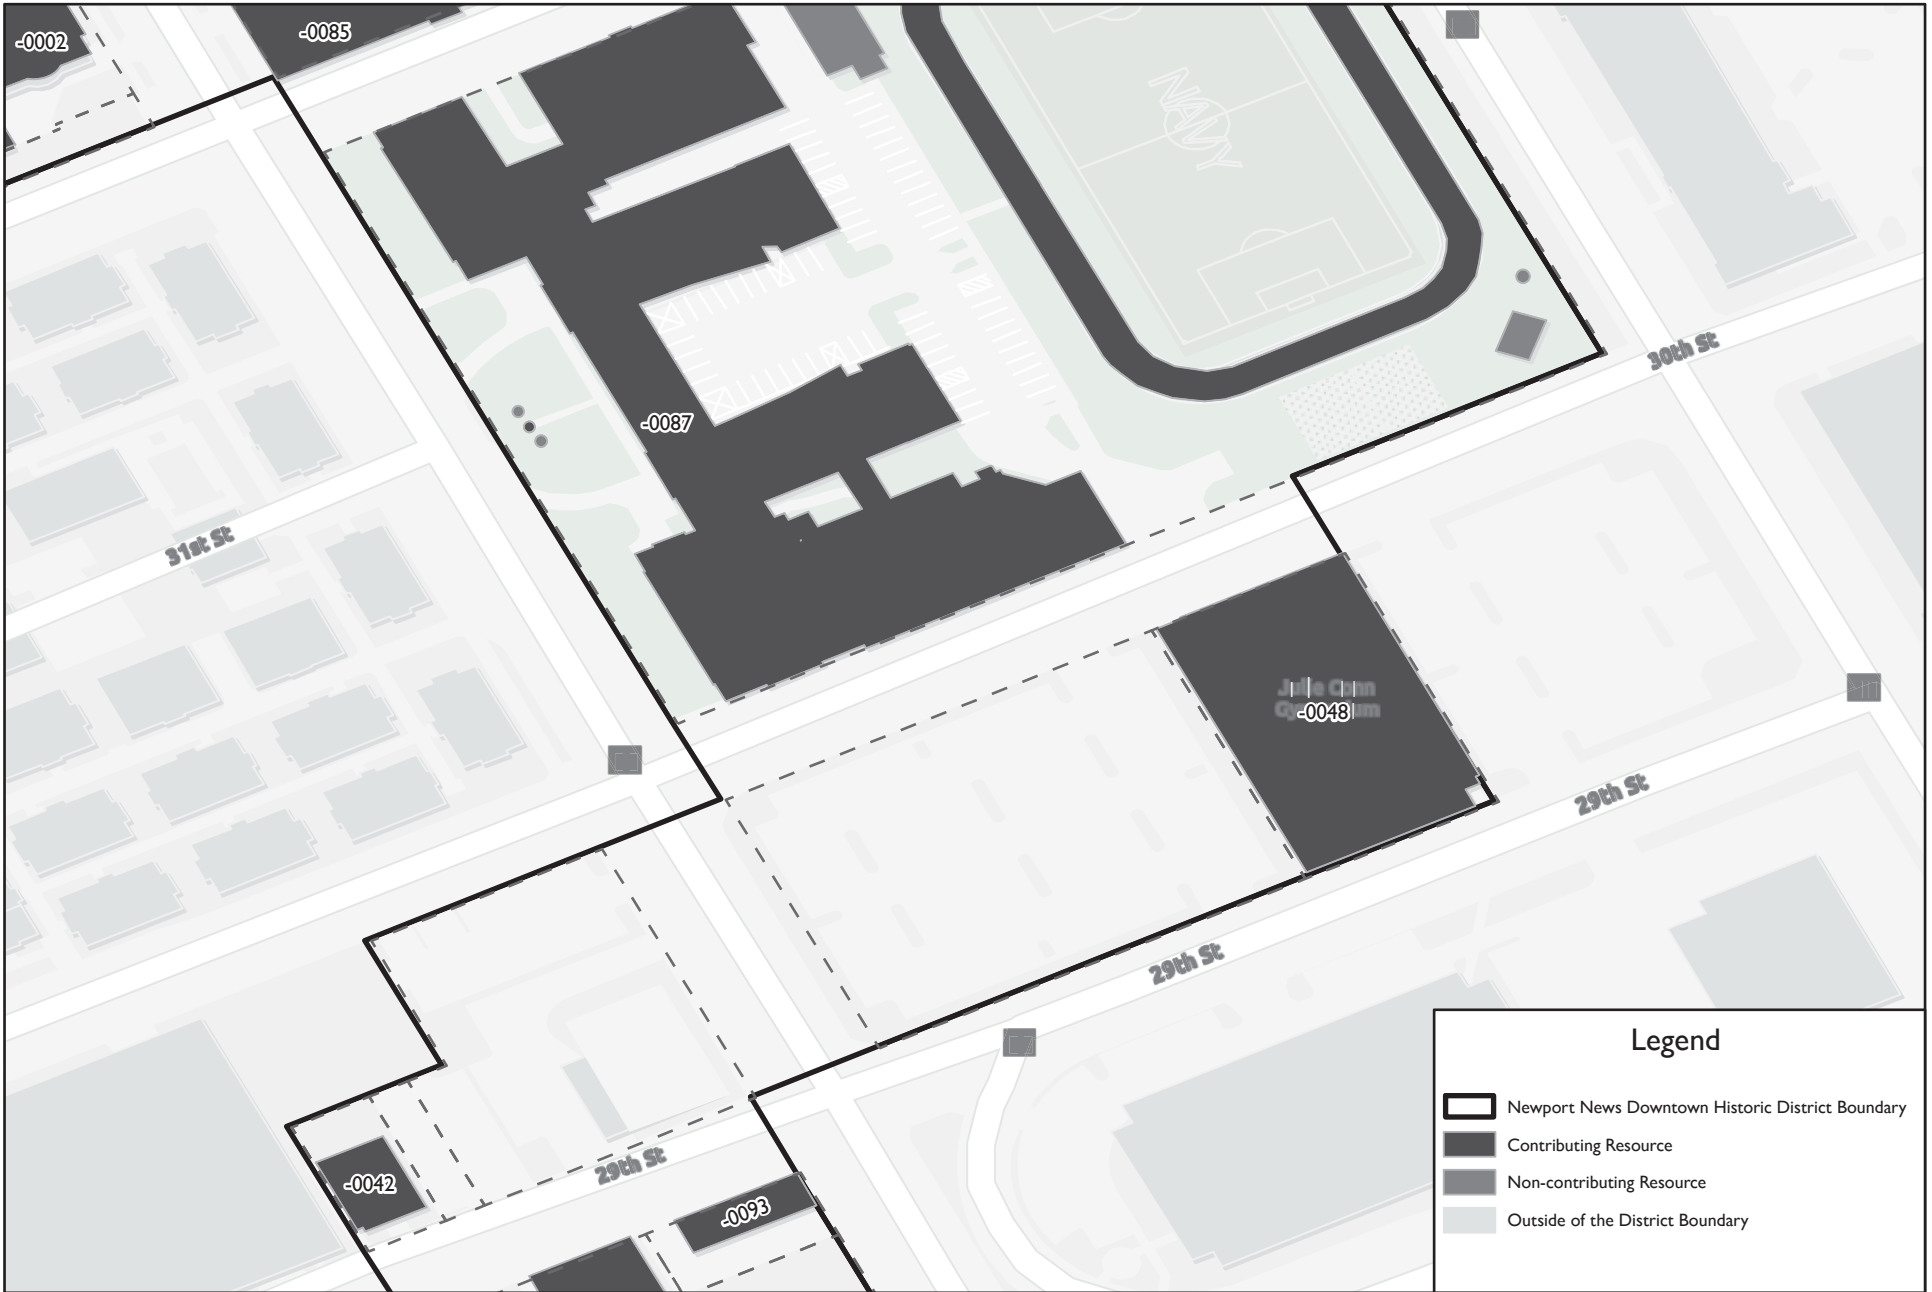 -0002
-0085
NAVY
30th St
-0087
31st St
-0048
29th St
29th St
29th St
-0042
-0093
Legend
Newport News Downtown Historic District Boundary
Contributing Resource
Non-contributing Resource
Outside of the District Boundary